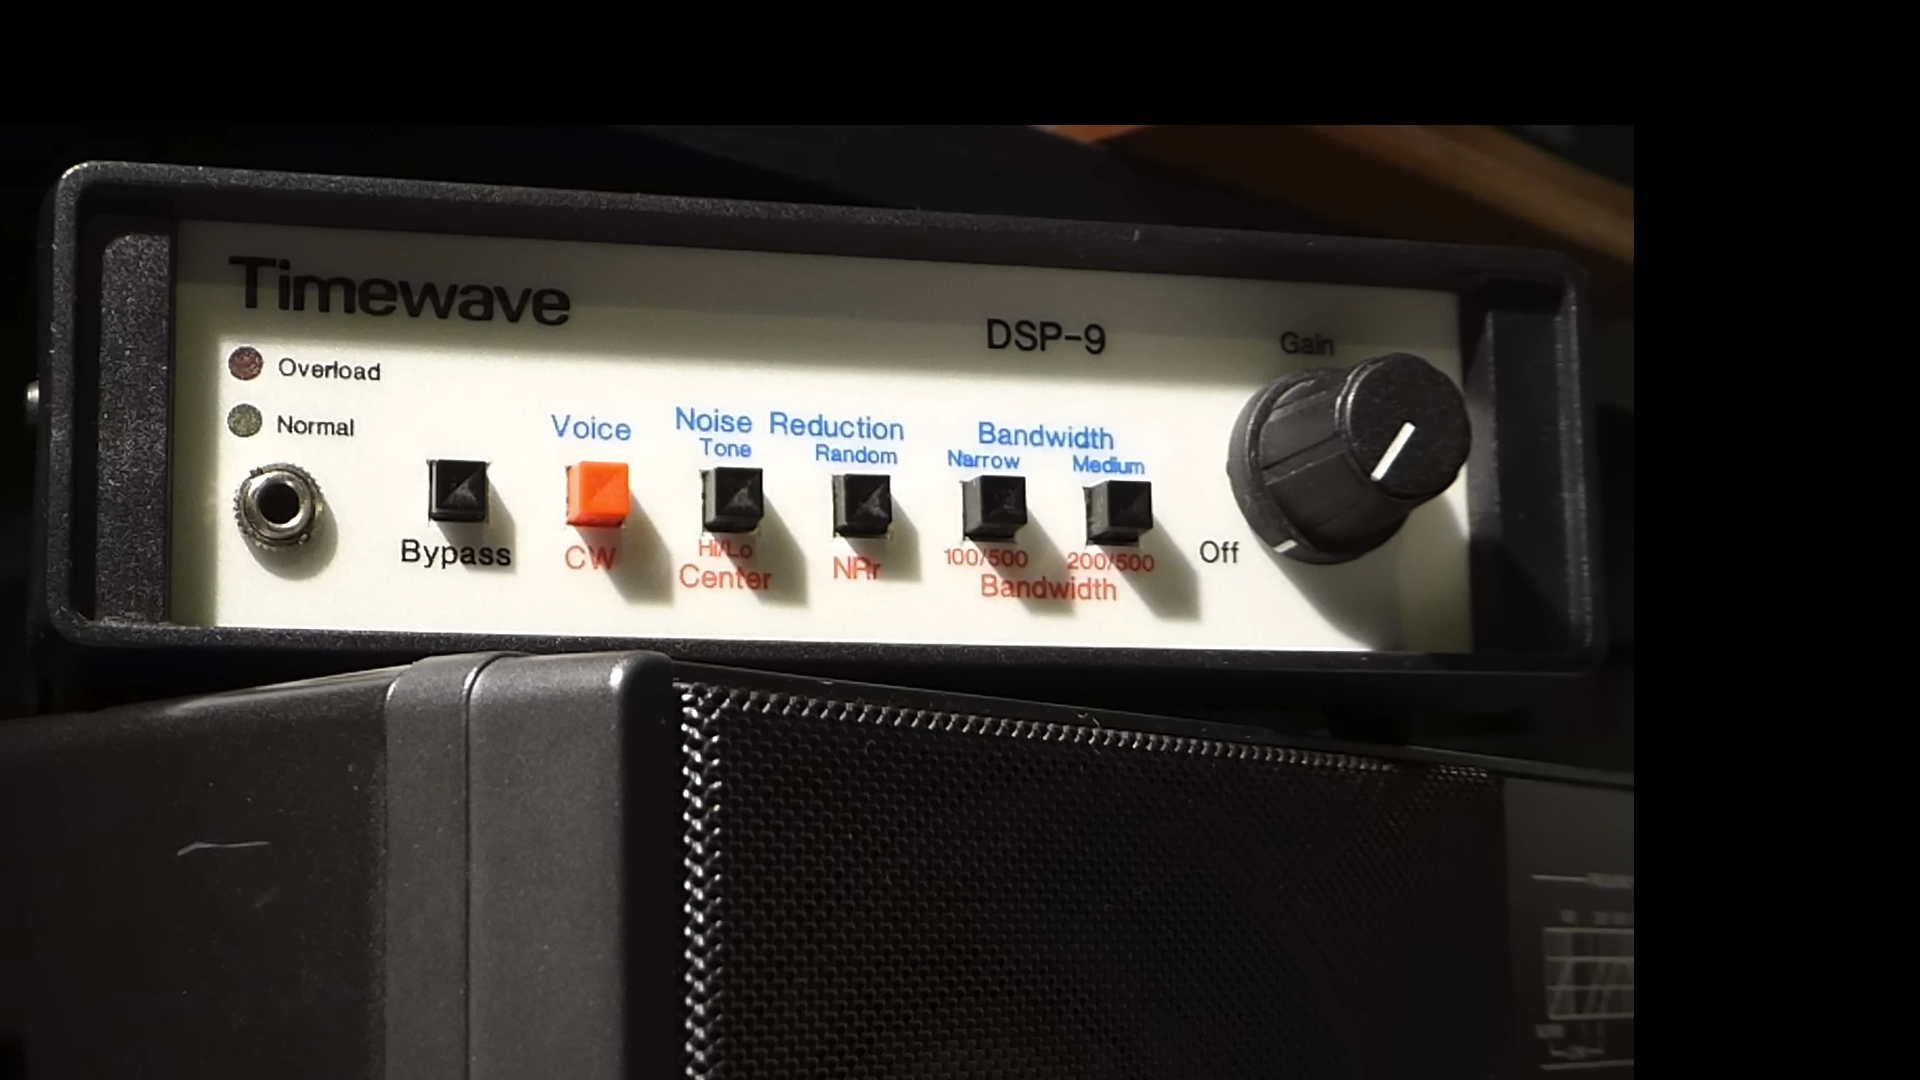 Timewave
DSP-9
Gain
Overload
Normal
Voice
Noise Reduction
Tone
Random
Bandwidth
Narrow
Medium
Bypass
CW
Hi/Lo
Center
NRr
100/500
200/500
Bandwidth
Off